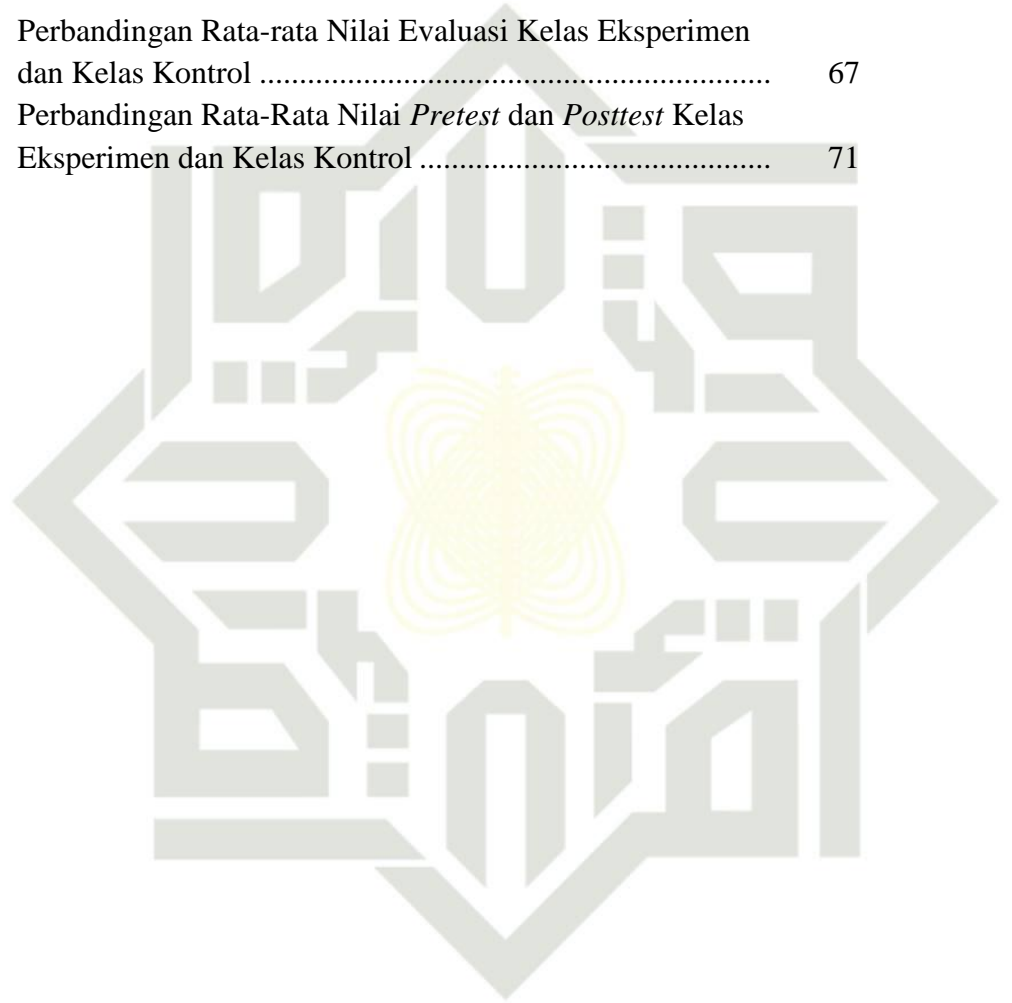 Perbandingan Rata-rata Nilai Evaluasi Kelas Eksperimen
dan Kelas Kontrol ................................................................ 67
Perbandingan Rata-Rata Nilai Pretest dan Posttest Kelas
Eksperimen dan Kelas Kontrol ............................................ 71